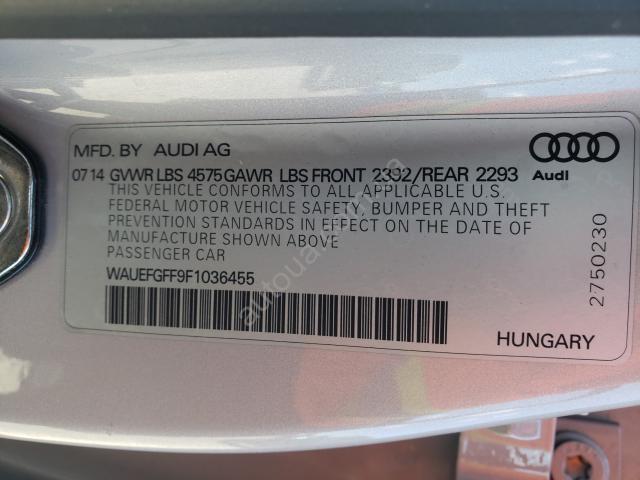 MFD. BY AUDI AG
07 14 GVWR LBS 4575 GAWR LBS FRONT 2392/REAR 2293
Audi
THIS VEHICLE CONFORMS TO ALL APPLICABLE U.S.
FEDERAL MOTOR VEHICLE SAFETY, BUMPER AND THEFT
PREVENTION STANDARDS IN EFFECT ON THE DATE OF
MANUFACTURE SHOWN ABOVE
PASSENGER CAR
WAUEFGFF9F1036455
HUNGARY
2750230